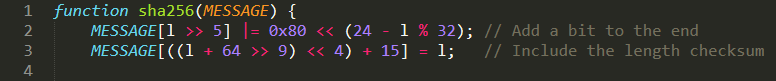 1 function sha256(MESSAGE) {
2 MESSAGE[l >> 5] |= 0x80 << (24 - l % 32); // Add a bit to the end
3 MESSAGE[((l + 64 >> 9) << 4) + 15] = l; // Include the length checksum
4